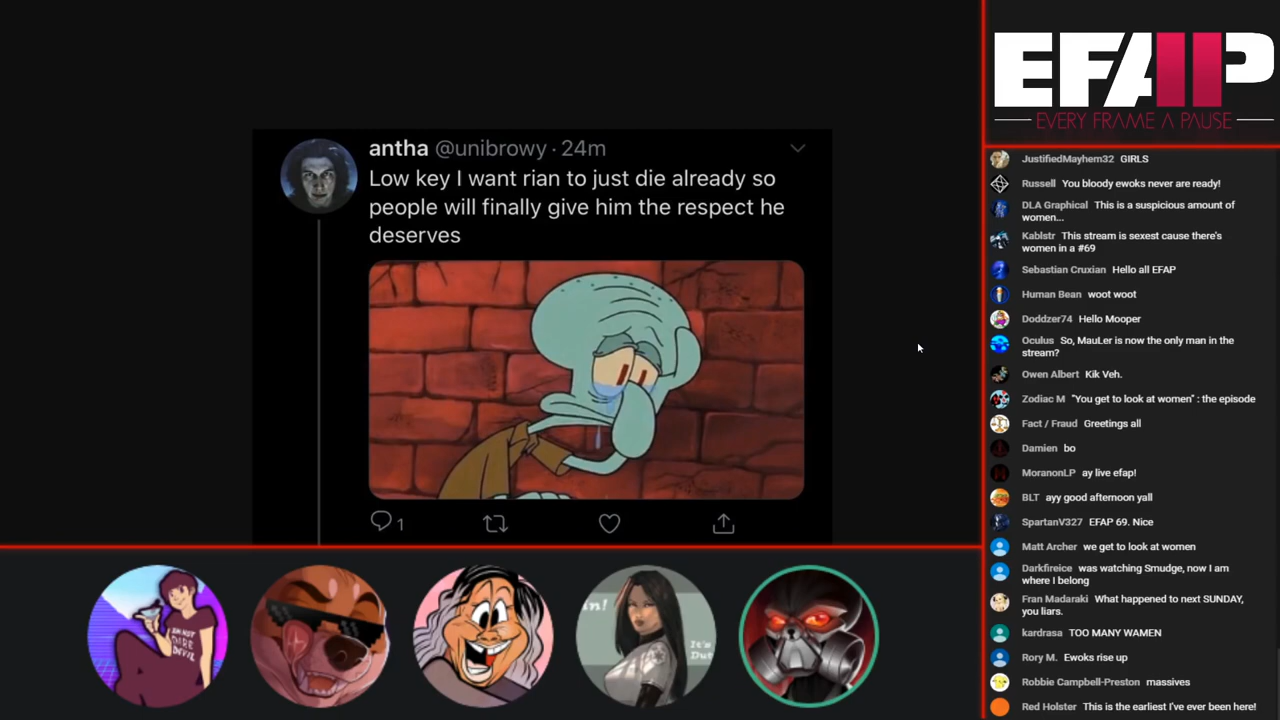 antha @unibrowy · 24m
Low key I want rian to just die already so
people will finally give him the respect he
deserves
1
EFAP
EVERY FRAME A PAUSE
JustifiedMayhem32 GIRLS
Russell You bloody ewoks never are ready!
DLA Graphical This is a suspicious amount of
women...
Kablstr This stream is sexest cause there's
women in a #69
Sebastian Cruxian Hello all EFAP
Human Bean woot woot
Doddzer74 Hello Mooper
Oculus So, MauLer is now the only man in the
stream?
Owen Albert Kik Veh.
Zodiac M "You get to look at women" : the episode
Fact / Fraud Greetings all
Damien bo
MoranonLP ay live efap!
BLT ayy good afternoon yall
SpartanV327 EFAP 69. Nice
Matt Archer we get to look at women
Darkfireice was watching Smudge, now I am
where I belong
Fran Madaraki What happened to next SUNDAY,
you liars.
kardrasa TOO MANY WAMEN
Rory M. Ewoks rise up
Robbie Campbell-Preston massives
Red Holster This is the earliest I've ever been here!
I'M NOT
DARE
DEVIL
in!
It's
Dut